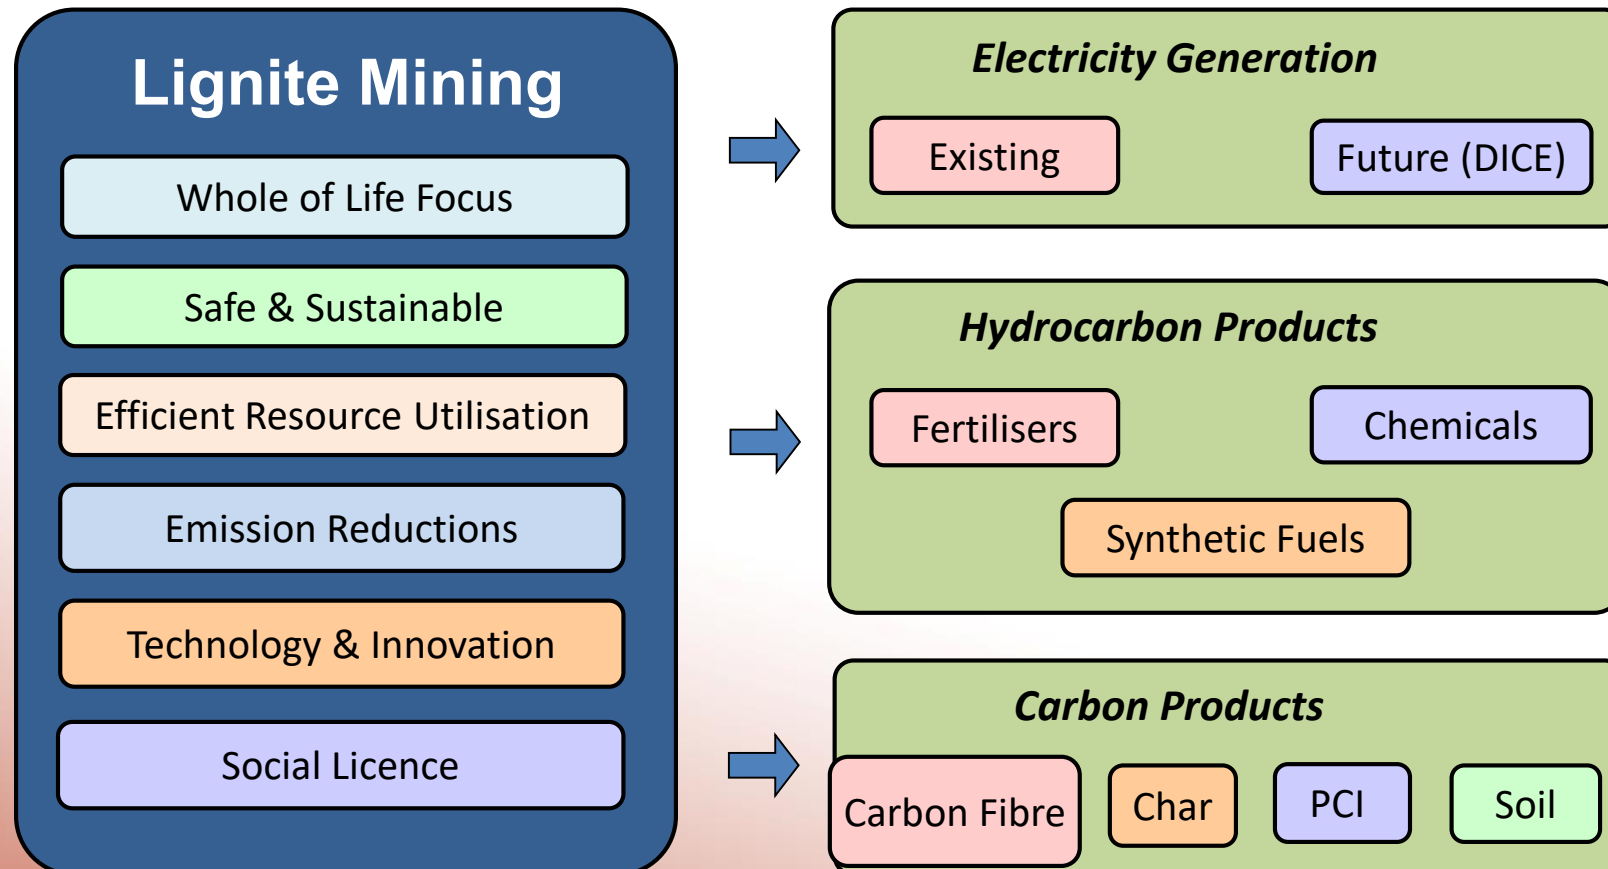 Lignite Mining
Whole of Life Focus
Safe & Sustainable
Efficient Resource Utilisation
Emission Reductions
Technology & Innovation
Social Licence
Electricity Generation
Existing
Future (DICE)
Hydrocarbon Products
Fertilisers
Chemicals
Synthetic Fuels
Carbon Products
Carbon Fibre
Char
PCI
Soil